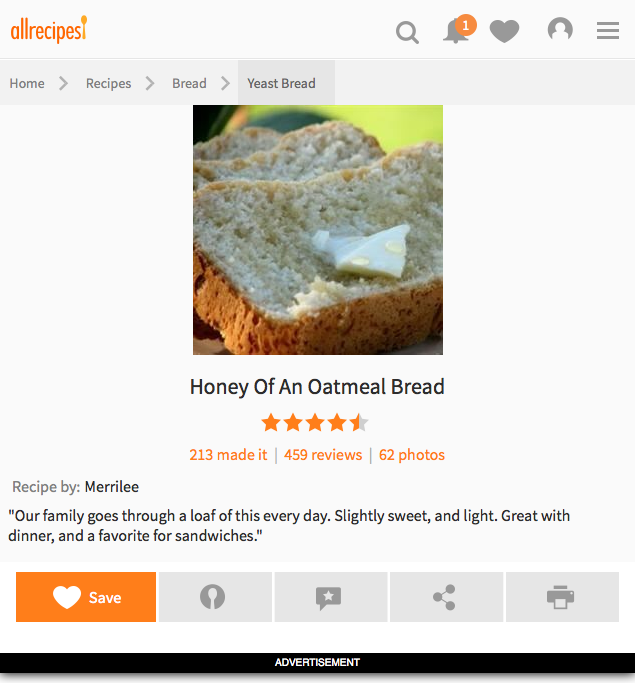 allrecipes
1
Home Recipes Bread Yeast Bread
Honey Of An Oatmeal Bread
213 made it | 459 reviews | 62 photos
Recipe by: Merrilee
"Our family goes through a loaf of this every day. Slightly sweet, and light. Great with
dinner, and a favorite for sandwiches."
Save
ADVERTISEMENT